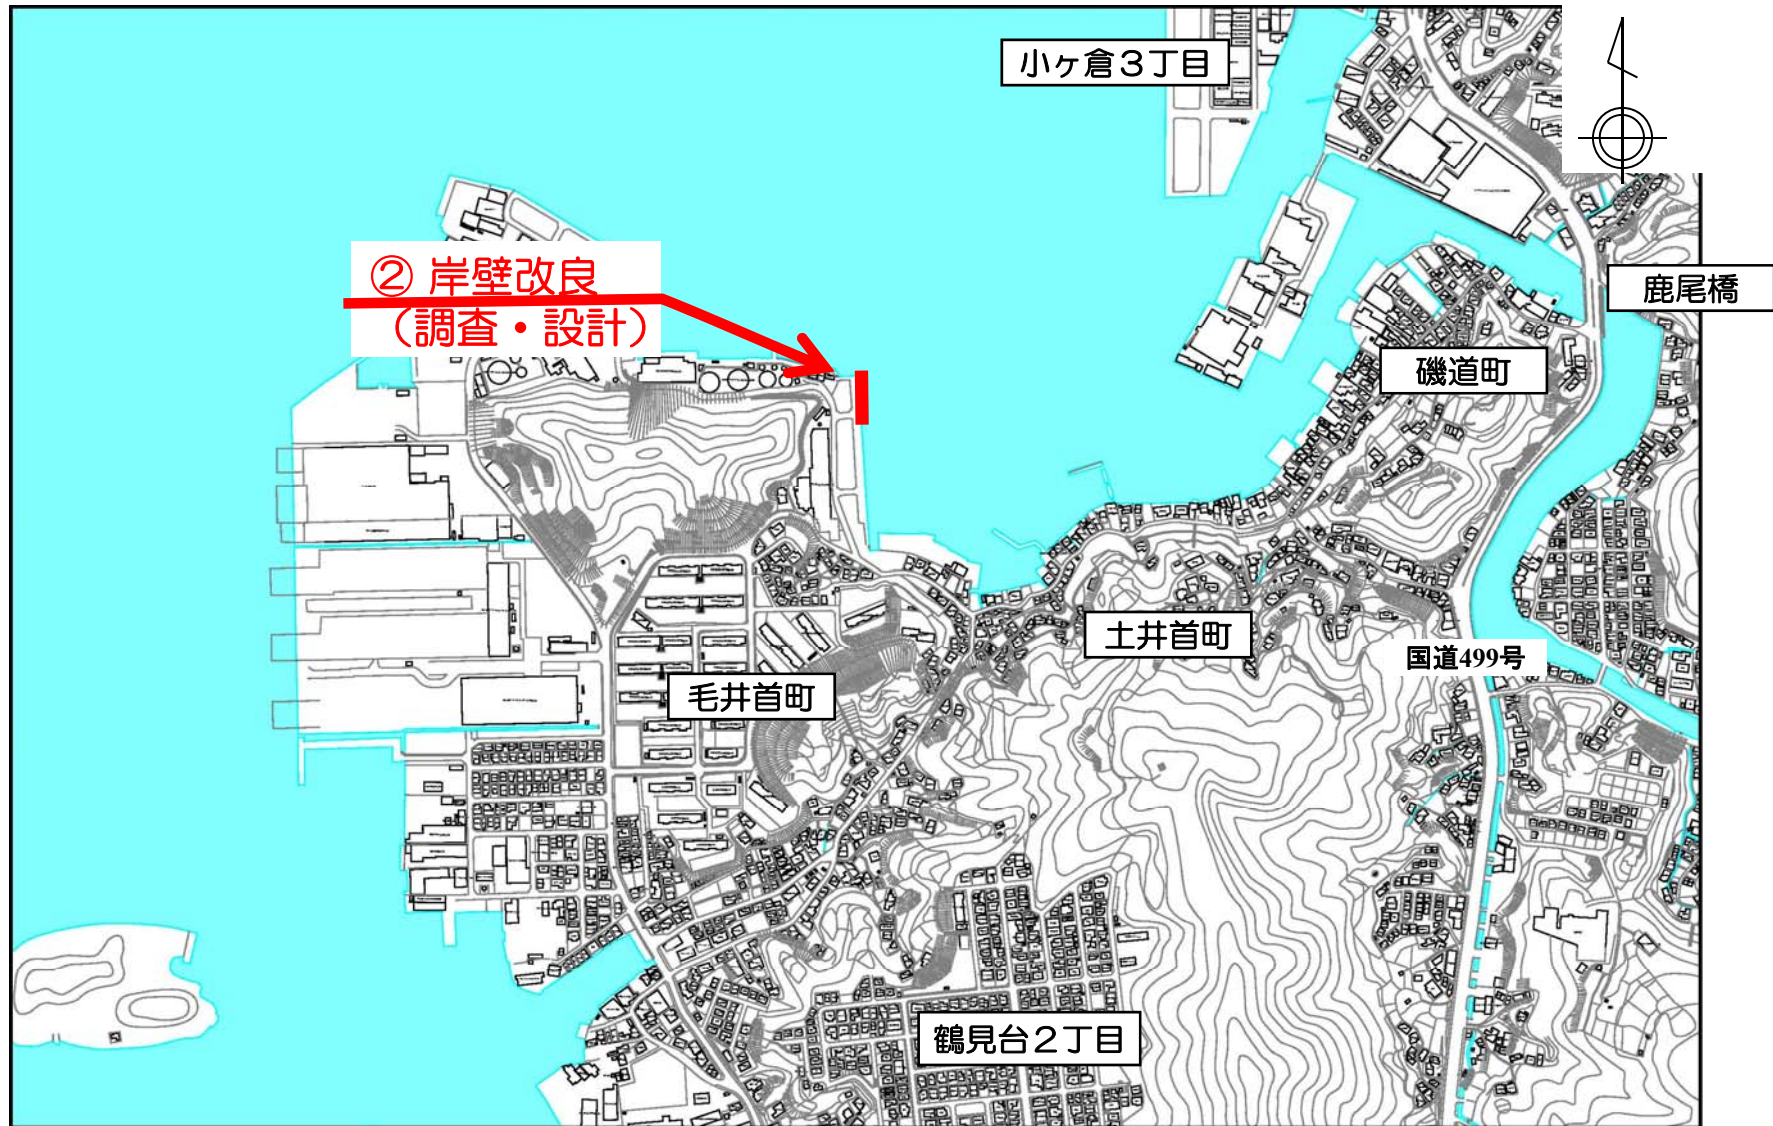 小ヶ倉3丁目
② 岸壁改良
（調査・設計）
鹿尾橋
磯道町
土井首町
国道499号
毛井首町
鶴見台2丁目